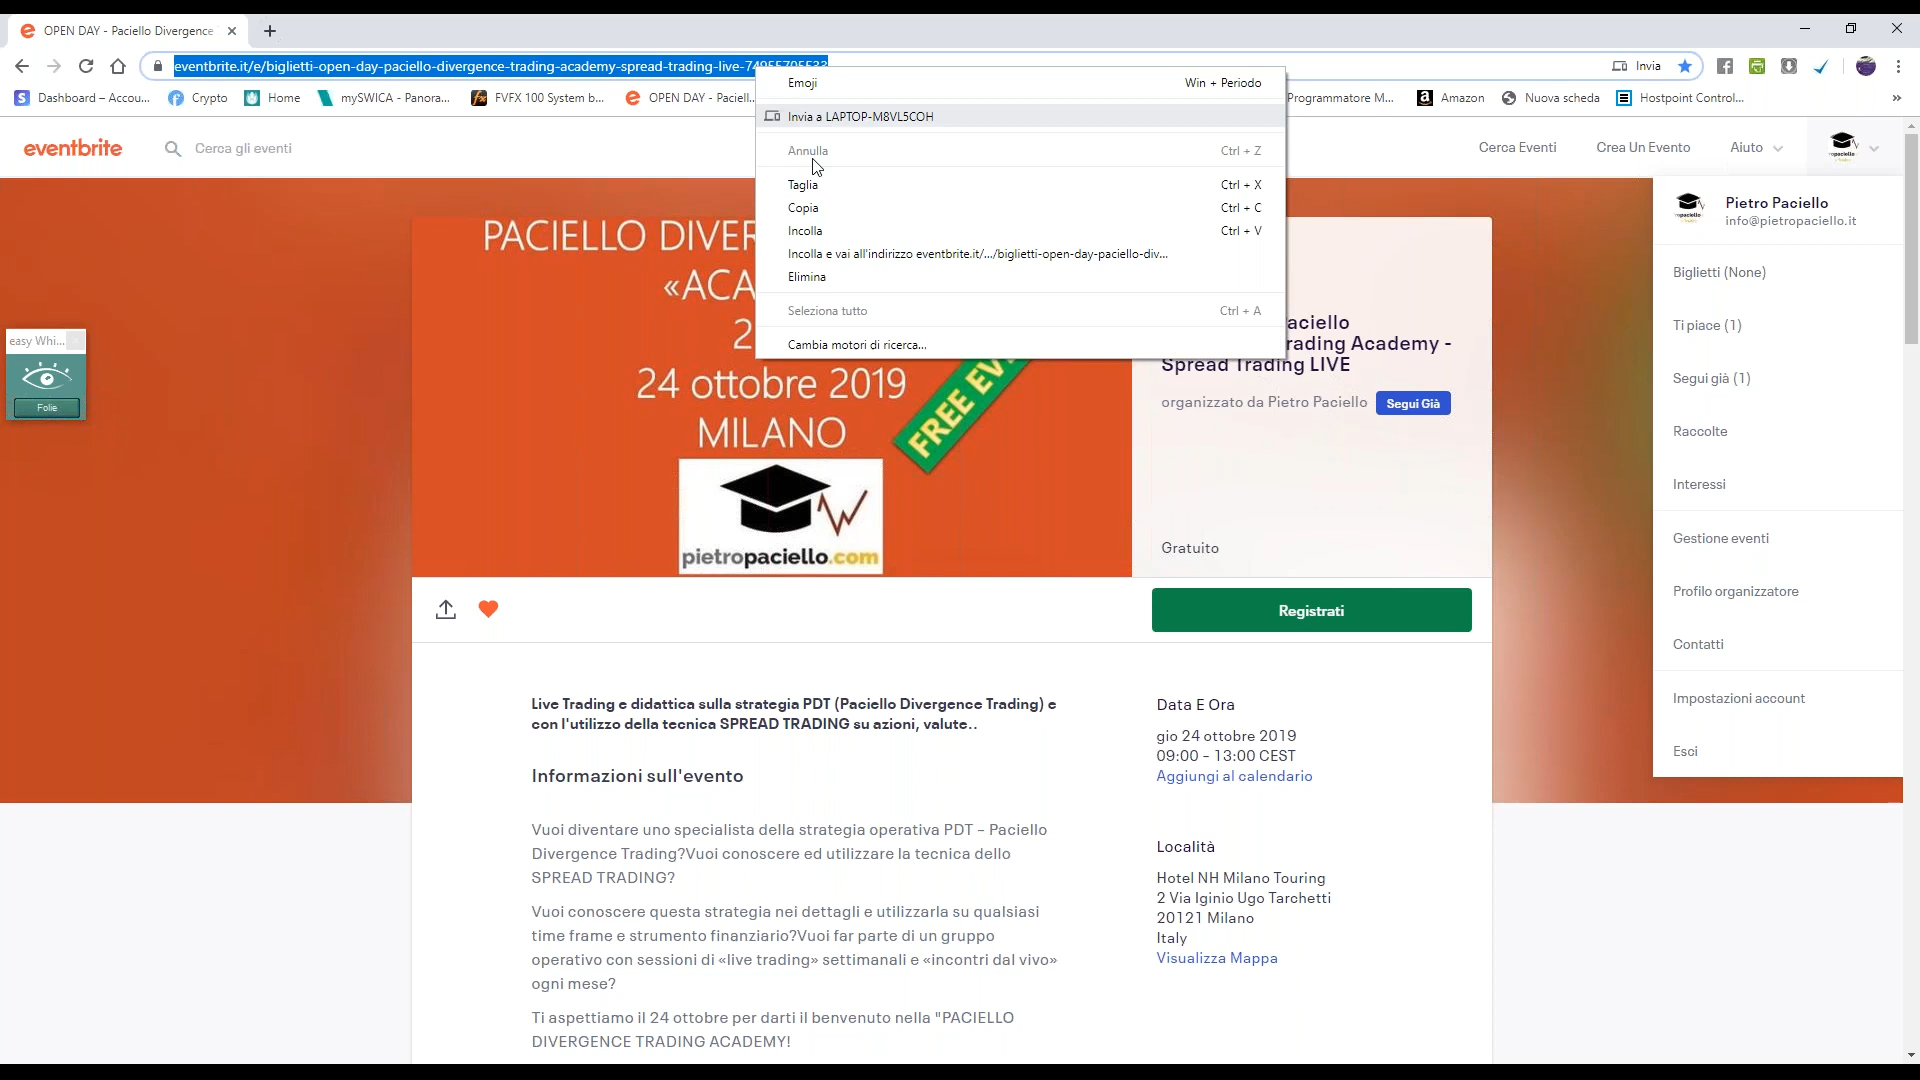 OPEN DAY - Paciello Divergence
eventbrite.it/e/biglietti-open-day-paciello-divergence-trading-academy-spread-trading-live-74955705533
Invia
Dashboard – Accou...
Crypto
Home
mySWICA - Panora...
FVFX 100 System b...
OPEN DAY - Paciell...
Programmatore M...
Amazon
Nuova scheda
Hostpoint Control...
»
Emoji Win + Periodo
Invia a LAPTOP-M8VL5COH
Annulla Ctrl + Z
Taglia Ctrl + X
Copia Ctrl + C
Incolla Ctrl + V
Incolla e vai all'indirizzo eventbrite.it/.../biglietti-open-day-paciello-div...
Elimina
Seleziona tutto Ctrl + A
Cambia motori di ricerca...
eventbrite
Cerca gli eventi
Cerca Eventi
Crea Un Evento
Aiuto
Pietro Paciello
info@pietropaciello.it
Biglietti (None)
Ti piace (1)
Segui già (1)
Raccolte
Interessi
Gestione eventi
Profilo organizzatore
Contatti
Impostazioni account
Esci
easy Whi...
Folie
PACIELLO DIVER
«ACA
2
24 ottobre 2019
MILANO
FREE EV
pietropaciello.com
aciello
rading Academy -
Spread Trading LIVE
organizzato da Pietro Paciello
Segui Già
Gratuito
Registrati
Live Trading e didattica sulla strategia PDT (Paciello Divergence Trading) e
con l'utilizzo della tecnica SPREAD TRADING su azioni, valute..
Informazioni sull'evento
Vuoi diventare uno specialista della strategia operativa PDT – Paciello
Divergence Trading?Vuoi conoscere ed utilizzare la tecnica dello
SPREAD TRADING?
Vuoi conoscere questa strategia nei dettagli e utilizzarla su qualsiasi
time frame e strumento finanziario?Vuoi far parte di un gruppo
operativo con sessioni di «live trading» settimanali e «incontri dal vivo»
ogni mese?
Ti aspettiamo il 24 ottobre per darti il benvenuto nella "PACIELLO
DIVERGENCE TRADING ACADEMY!
Data E Ora
gio 24 ottobre 2019
09:00 – 13:00 CEST
Aggiungi al calendario
Località
Hotel NH Milano Touring
2 Via Iginio Ugo Tarchetti
20121 Milano
Italy
Visualizza Mappa